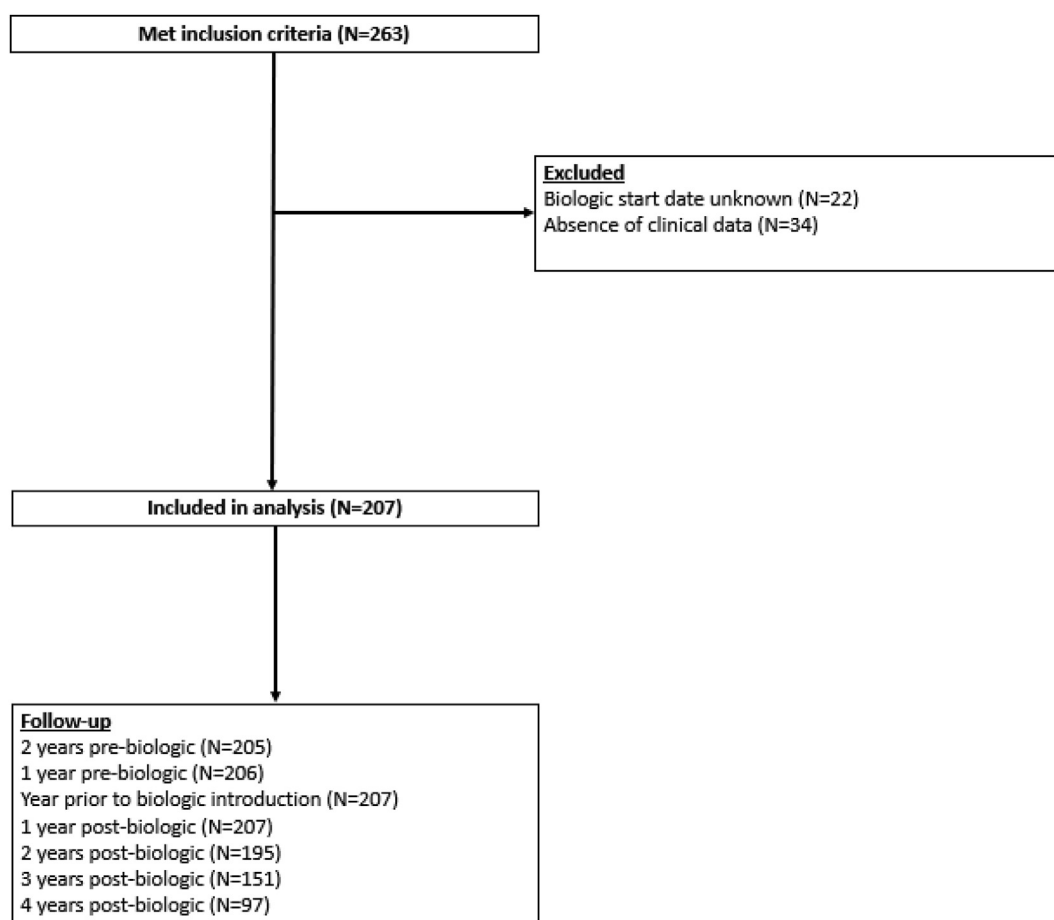 Met inclusion criteria (N=263)
Excluded
Biologic start date unknown (N=22)
Absence of clinical data (N=34)
Included in analysis (N=207)
Follow-up
2 years pre-biologic (N=205)
1 year pre-biologic (N=206)
Year prior to biologic introduction (N=207)
1 year post-biologic (N=207)
2 years post-biologic (N=195)
3 years post-biologic (N=151)
4 years post-biologic (N=97)